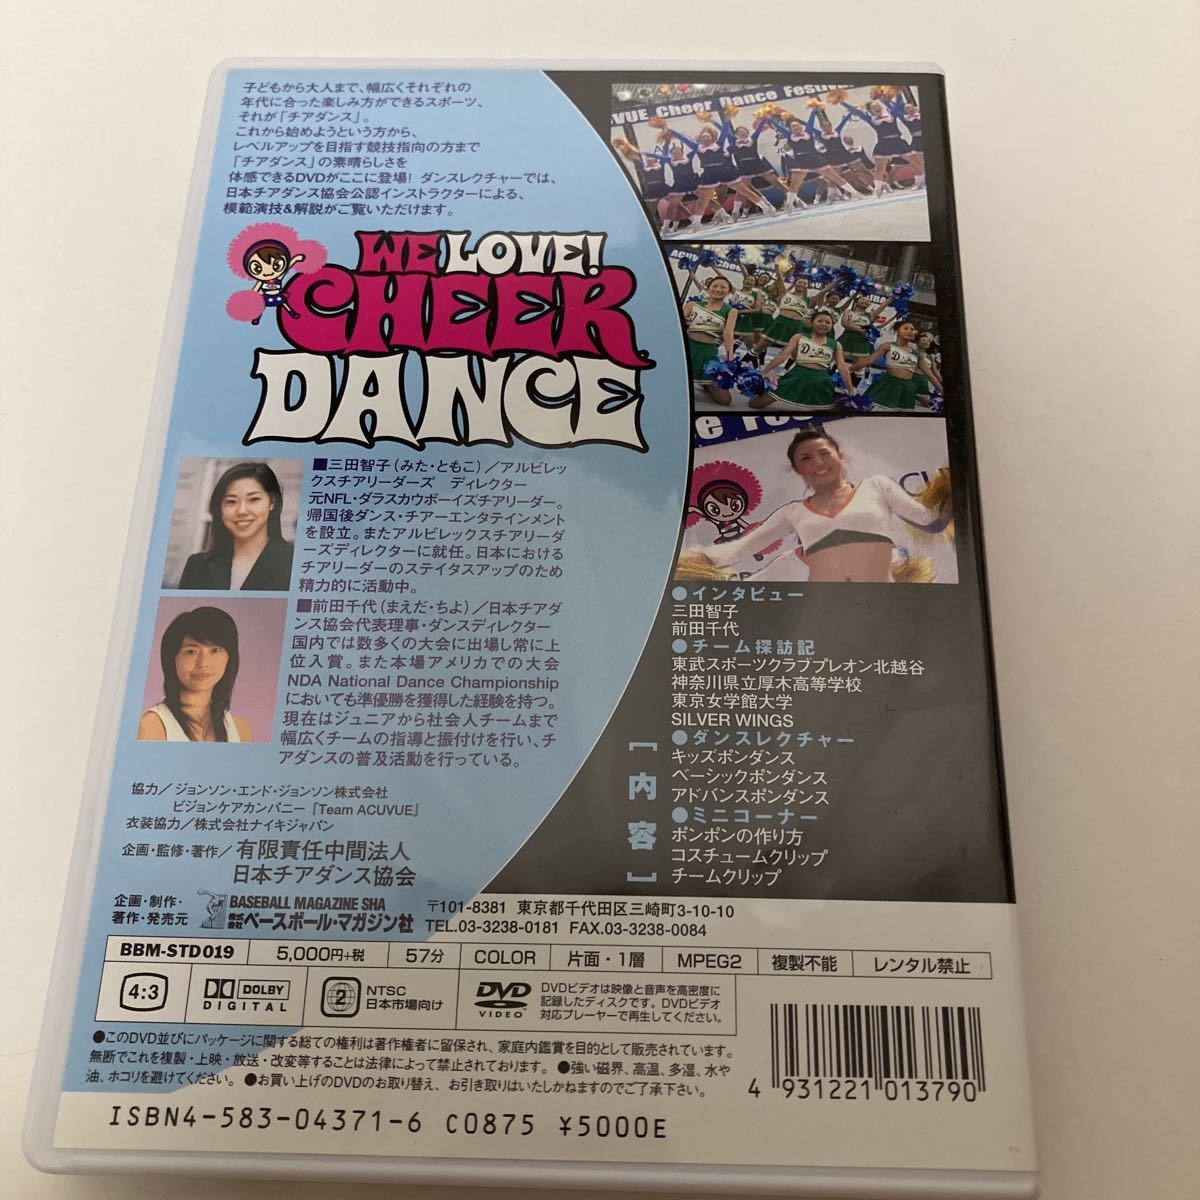 子どもから大人まで、幅広くそれぞれの
年代に合った楽しみ方ができるスポーツ、
それが「チアダンス」。
これから始めようという方から、
レベルアップを目指す競技指向の方まで
「チアダンス」の素晴らしさを
体感できるDVDがここに登場! ダンスレクチャーでは、
日本チアダンス協会公認インストラクターによる、
模範演技&解説がご覧いただけます。
WE LOVE!
CHEER
DANCE
■三田智子(みた・ともこ)/アルビレッ
クスチアリーダーズ ディレクター
元NFL・ダラスカウボーイズチアリーダー。
帰国後ダンス・チアーエンタテインメント
を設立。またアルビレックスチアリーダ
ーズディレクターに就任。日本における
チアリーダーのステイタスアップのため
精力的に活動中。
■前田千代(まえだ・ちよ)/日本チアダ
ンス協会代表理事・ダンスディレクター
国内では数多くの大会に出場し常に上
位入賞。また本場アメリカでの大会
NDA National Dance Championship
においても準優勝を獲得した経験を持つ。
現在はジュニアから社会人チームまで
幅広くチームの指導と振付けを行い、チ
アダンスの普及活動を行っている。
協力/ジョンソン・エンド・ジョンソン株式会社
ビジョンケアカンパニー『Team ACUVUE』
衣装協力/株式会社ナイキジャパン
企画・監修・著作/有限責任中間法人
日本チアダンス協会
VUE Cheer Dance Festiv
ACUV Cheer Dan
e Fest
[内容]
●インタビュー
三田智子
前田千代
●チーム探訪記
東武スポーツクラブプレオン北越谷
神奈川県立厚木高等学校
東京女学館大学
SILVER WINGS
●ダンスレクチャー
キッズポンダンス
ベーシックポンダンス
アドバンスポンダンス
●ミニコーナー
ポンポンの作り方
コスチュームクリップ
チームクリップ
企画・制作・
著作・発売元
BASEBALL MAGAZINE SHA
株式会社ベースボール・マガジン社
〒101-8381 東京都千代田区三崎町3-10-10
TEL.03-3238-0181 FAX.03-3238-0084
BBM-STD019 5,000円+税 57分 COLOR 片面・1層 MPEG2 複製不能 レンタル禁止
4:3
DOLBY
DIGITAL
2
NTSC
日本市場向け
DVD
VIDEO
DVDビデオは映像と音声を高密度に
記録したディスクです。DVDビデオ
対応プレーヤーで再生してください。
●このDVD並びにパッケージに関する総ての権利は著作権者に留保され、家庭内鑑賞を目的として販売されています。
無断でこれを複製・上映・放送・改変等することは法律によって禁止されております。 ●強い磁界、高温、多湿、水や
油、ホコリを避けてください。 ●お買い上げのDVDのお取り替え、お引き取りはいたしかねますのでご了承下さい。
4 931221 013790
ISBN4-583-04371-6 C0875 ¥5000E